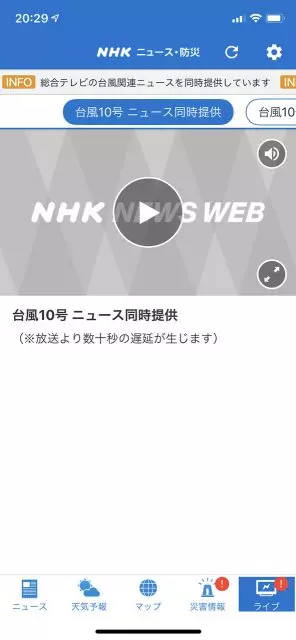 20:29
NHK ニュース・防災
INFO 総合テレビの台風関連ニュースを同時提供しています IN
台風10号 ニュース同時提供 台風10
NHK NEWS WEB
台風10号 ニュース同時提供
（※放送より数十秒の遅延が生じます）
! !
ニュース 天気予報 マップ 災害情報 ライブ